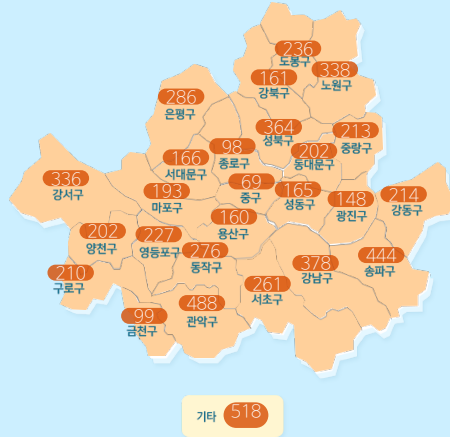 236
도봉구
338
노원구
161
강북구
286
은평구
364
성북구
213
중랑구
98
종로구
202
동대문구
166
서대문구
336
강서구
193
마포구
69
중구
165
성동구
148
광진구
214
강동구
160
용산구
202
양천구
227
영등포구
276
동작구
444
송파구
378
강남구
210
구로구
261
서초구
488
관악구
99
금천구
기타 518